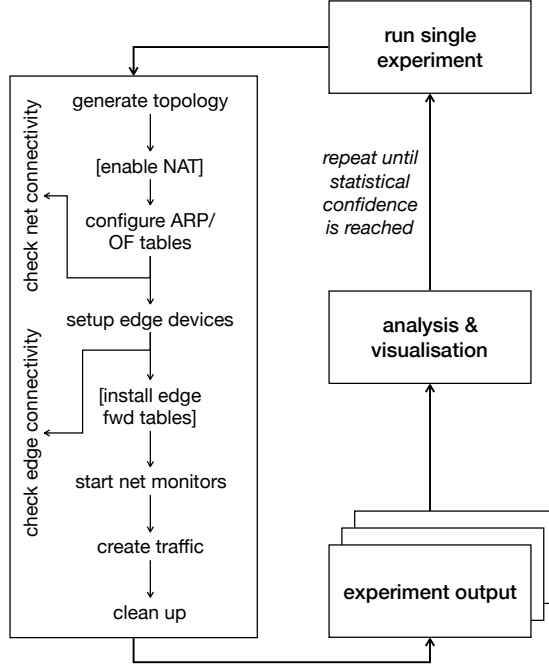 run single
experiment
generate topology
[enable NAT]
configure ARP/
OF tables
check net connectivity
setup edge devices
[install edge
fwd tables]
check edge connectivity
start net monitors
create traffic
clean up
repeat until
statistical
confidence
is reached
analysis &
visualisation
experiment output